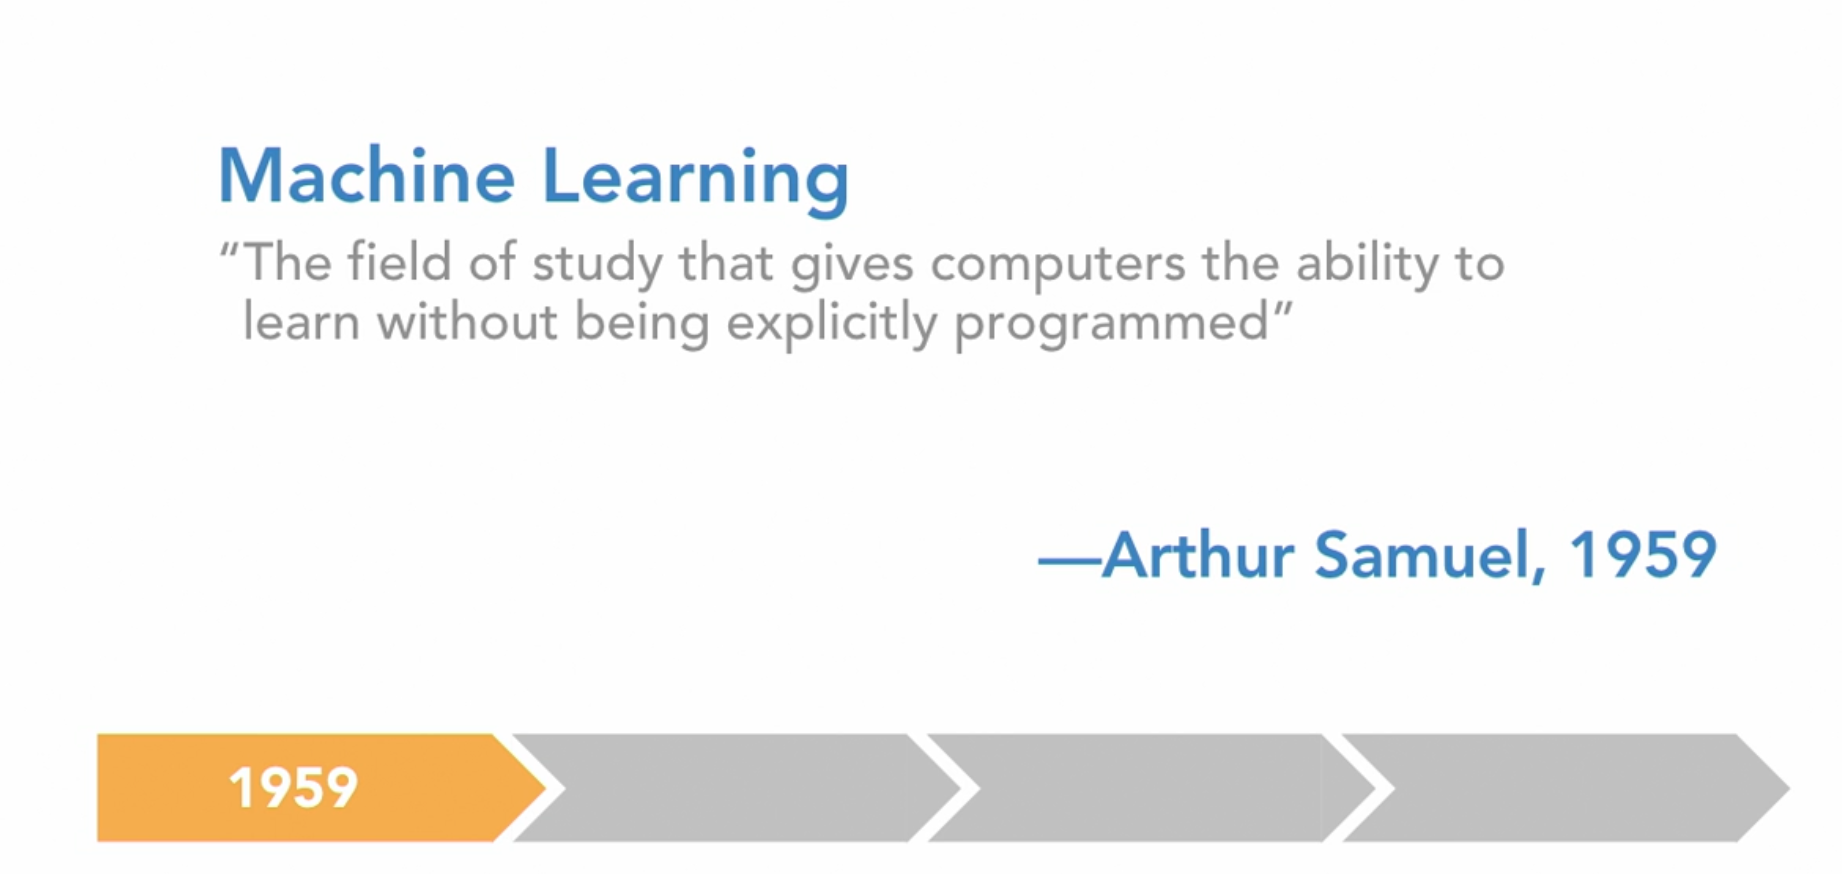 Machine Learning
“The field of study that gives computers the ability to
learn without being explicitly programmed”
—Arthur Samuel, 1959
1959